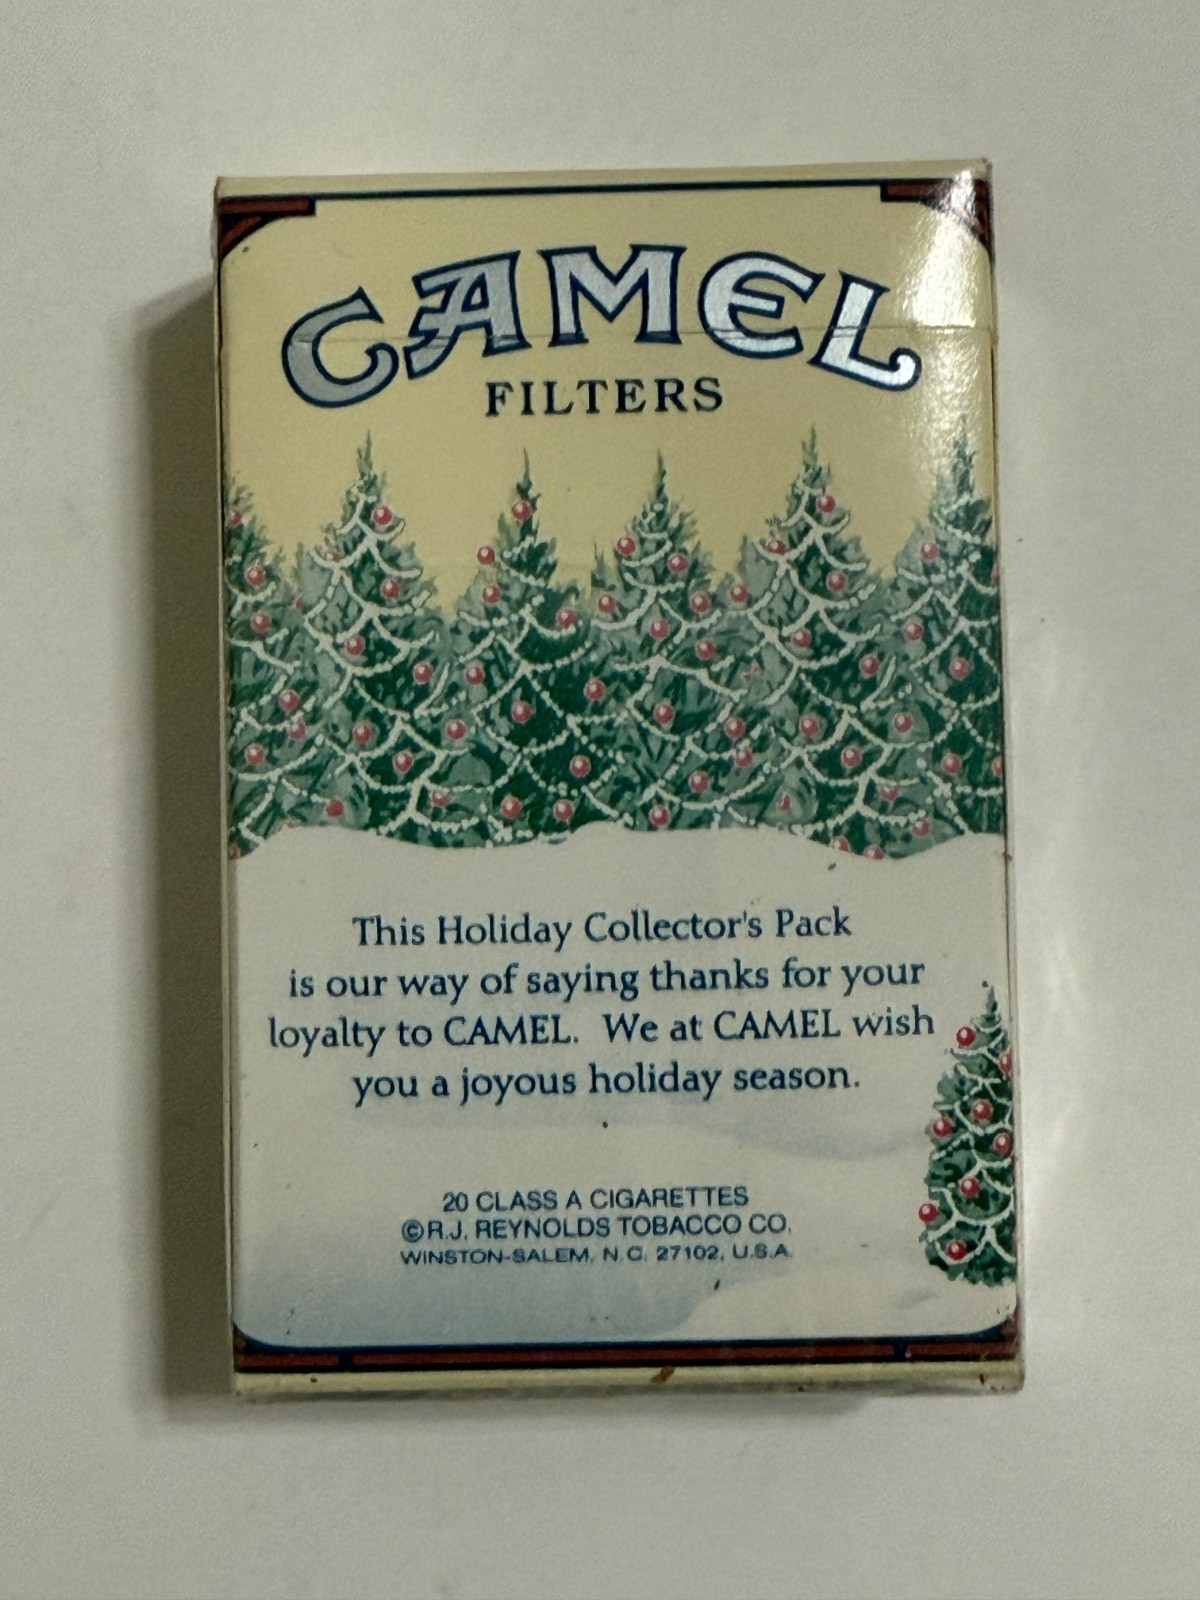 CAMEL
FILTERS
This Holiday Collector's Pack
is our way of saying thanks for your
loyalty to CAMEL. We at CAMEL wish
you a joyous holiday season.
20 CLASS A CIGARETTES
©R.J. REYNOLDS TOBACCO CO.
WINSTON-SALEM, N.C. 27102, U.S.A.